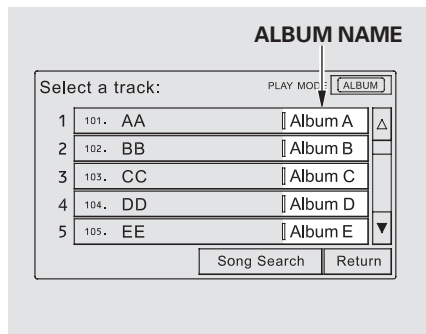 ALBUM NAME
Select a track: PLAY MODE ALBUM
1 101. AA Album A
2 102. BB Album B
3 103. CC Album C
4 104. DD Album D
5 105. EE Album E
Song Search Return